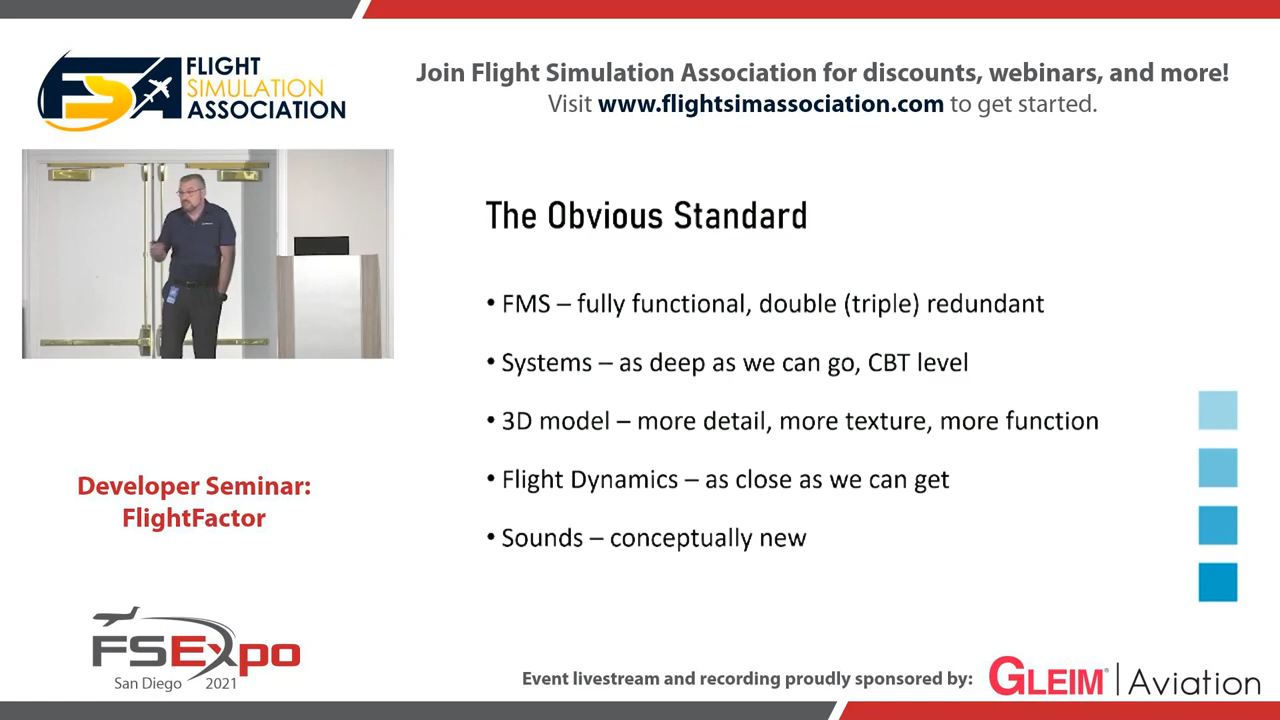 FSA
FLIGHT
SIMULATION
ASSOCIATION
Join Flight Simulation Association for discounts, webinars, and more!
Visit www.flightsimassociation.com to get started.
The Obvious Standard
• FMS – fully functional, double (triple) redundant
• Systems – as deep as we can go, CBT level
• 3D model – more detail, more texture, more function
• Flight Dynamics – as close as we can get
• Sounds – conceptually new
Developer Seminar:
FlightFactor
FSExpo
San Diego 2021
Event livestream and recording proudly sponsored by:
GLEIM® | Aviation